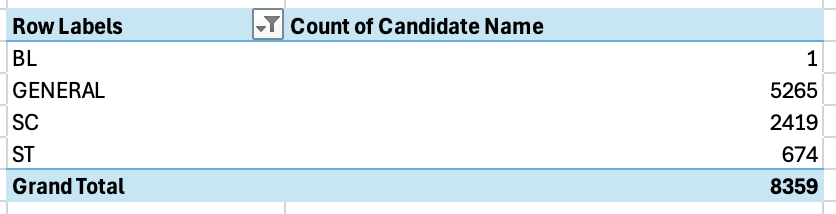 Row Labels Count of Candidate Name
BL 1
GENERAL 5265
SC 2419
ST 674
Grand Total 8359